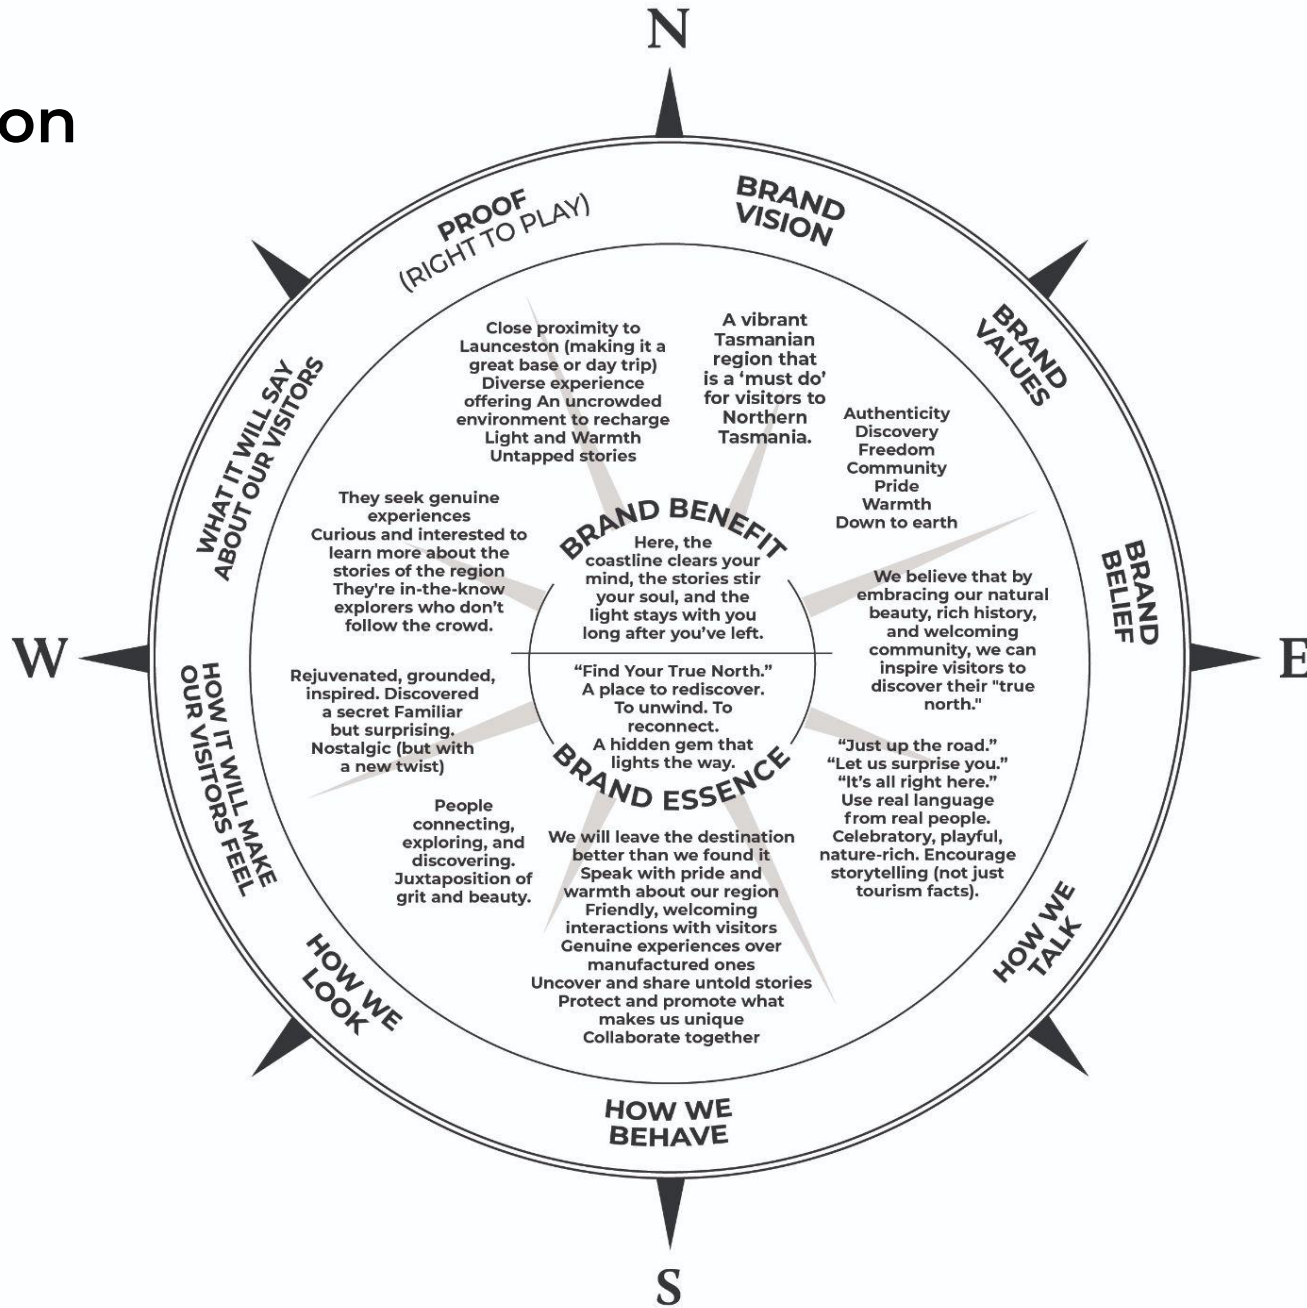 on
N
PROOF
(RIGHT TO PLAY)
BRAND
VISION
BRAND
VALUES
BRAND
BELIEF
E
HOW WE
TALK
HOW WE
BEHAVE
S
HOW WE
LOOK
HOW IT WILL MAKE
OUR VISITORS FEEL
W
WHAT IT WILL SAY
ABOUT OUR VISITORS
Close proximity to
Launceston (making it a
great base or day trip)
Diverse experience
offering An uncrowded
environment to recharge
Light and Warmth
Untapped stories
A vibrant
Tasmanian
region that
is a ‘must do’
for visitors to
Northern
Tasmania.
Authenticity
Discovery
Freedom
Community
Pride
Warmth
Down to earth
We believe that by
embracing our natural
beauty, rich history,
and welcoming
community, we can
inspire visitors to
discover their "true
north."
“Just up the road.”
“Let us surprise you.”
“It’s all right here.”
Use real language
from real people.
Celebratory, playful,
nature-rich. Encourage
storytelling (not just
tourism facts).
We will leave the destination
better than we found it
Speak with pride and
warmth about our region
Friendly, welcoming
interactions with visitors
Genuine experiences over
manufactured ones
Uncover and share untold stories
Protect and promote what
makes us unique
Collaborate together
People
connecting,
exploring, and
discovering.
Juxtaposition of
grit and beauty.
Rejuvenated, grounded,
inspired. Discovered
a secret Familiar
but surprising.
Nostalgic (but with
a new twist)
They seek genuine
experiences
Curious and interested to
learn more about the
stories of the region
They're in-the-know
explorers who don’t
follow the crowd.
BRAND BENEFIT
Here, the
coastline clears your
mind, the stories stir
your soul, and the
light stays with you
long after you’ve left.
“Find Your True North.”
A place to rediscover.
To unwind. To
reconnect.
A hidden gem that
lights the way.
BRAND ESSENCE